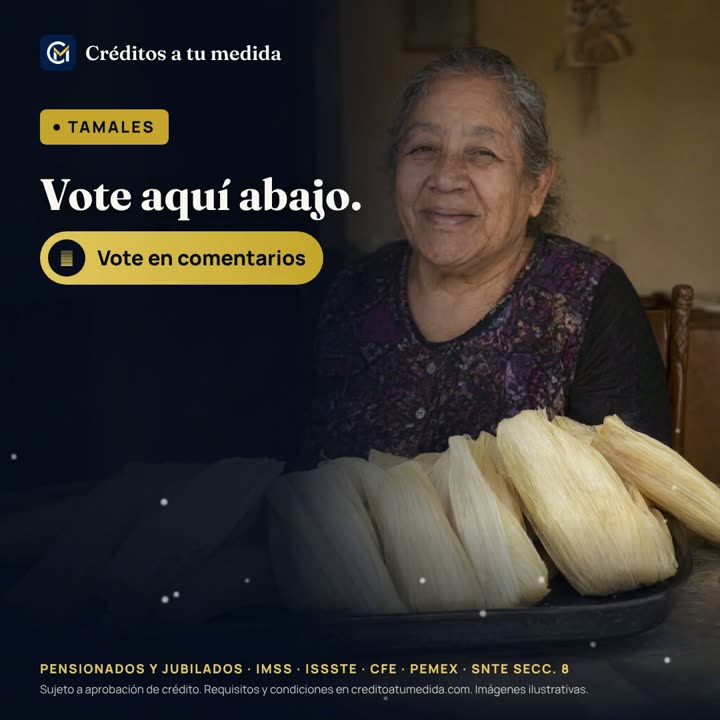 CM Créditos a tu medida
• TAMALES
Vote aquí abajo.
Vote en comentarios
PENSIONADOS Y JUBILADOS · IMSS · ISSSTE · CFE · PEMEX · SNTE SECC. 8
Sujeto a aprobación de crédito. Requisitos y condiciones en creditoatumedida.com. Imágenes ilustrativas.